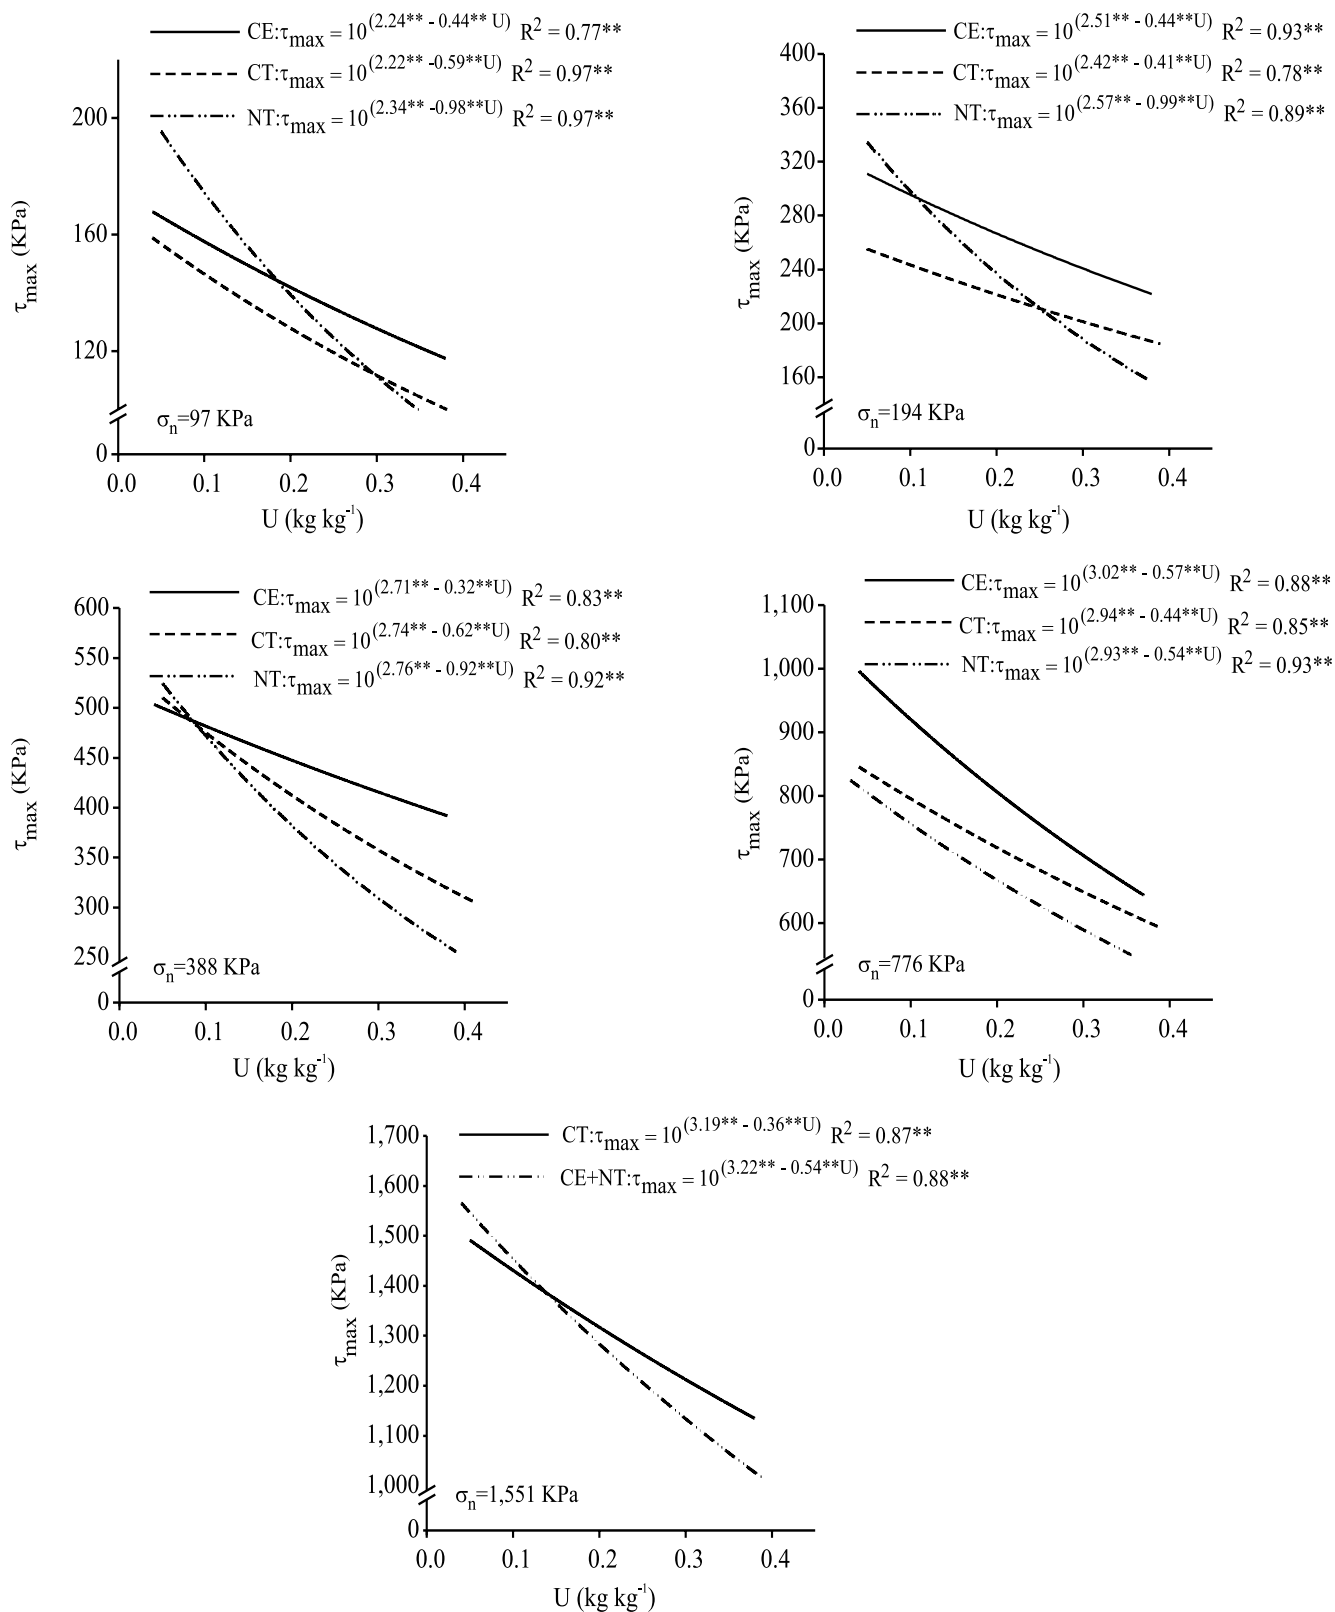 CE:τmax = 10^(2.24** - 0.44** U) R² = 0.77**
CT:τmax = 10^(2.22** -0.59**U) R² = 0.97**
NT:τmax = 10^(2.34** -0.98**U) R² = 0.97**
200
160
120
0
τmax (KPa)
σn=97 KPa
0.0 0.1 0.2 0.3 0.4
U (kg kg-1)
CE:τmax = 10^(2.51** - 0.44**U) R² = 0.93**
CT:τmax = 10^(2.42** - 0.41**U) R² = 0.78**
NT:τmax = 10^(2.57** - 0.99**U) R² = 0.89**
400
360
320
280
240
200
160
0
τmax (KPa)
σn=194 KPa
0.0 0.1 0.2 0.3 0.4
U (kg kg-1)
CE:τmax = 10^(2.71** - 0.32**U) R² = 0.83**
CT:τmax = 10^(2.74** - 0.62**U) R² = 0.80**
NT:τmax = 10^(2.76** - 0.92**U) R² = 0.92**
600
550
500
450
400
350
300
250
0
τmax (KPa)
σn=388 KPa
0.0 0.1 0.2 0.3 0.4
U (kg kg-1)
CE:τmax = 10^(3.02** - 0.57**U) R² = 0.88**
CT:τmax = 10^(2.94** - 0.44**U) R² = 0.85**
NT:τmax = 10^(2.93** - 0.54**U) R² = 0.93**
1,100
1,000
900
800
700
600
0
τmax (KPa)
σn=776 KPa
0.0 0.1 0.2 0.3 0.4
U (kg kg-1)
CT:τmax = 10^(3.19** - 0.36**U) R² = 0.87**
CE+NT:τmax = 10^(3.22** - 0.54**U) R² = 0.88**
1,700
1,600
1,500
1,400
1,300
1,200
1,100
1,000
0
τmax (KPa)
σn=1,551 KPa
0.0 0.1 0.2 0.3 0.4
U (kg kg-1)